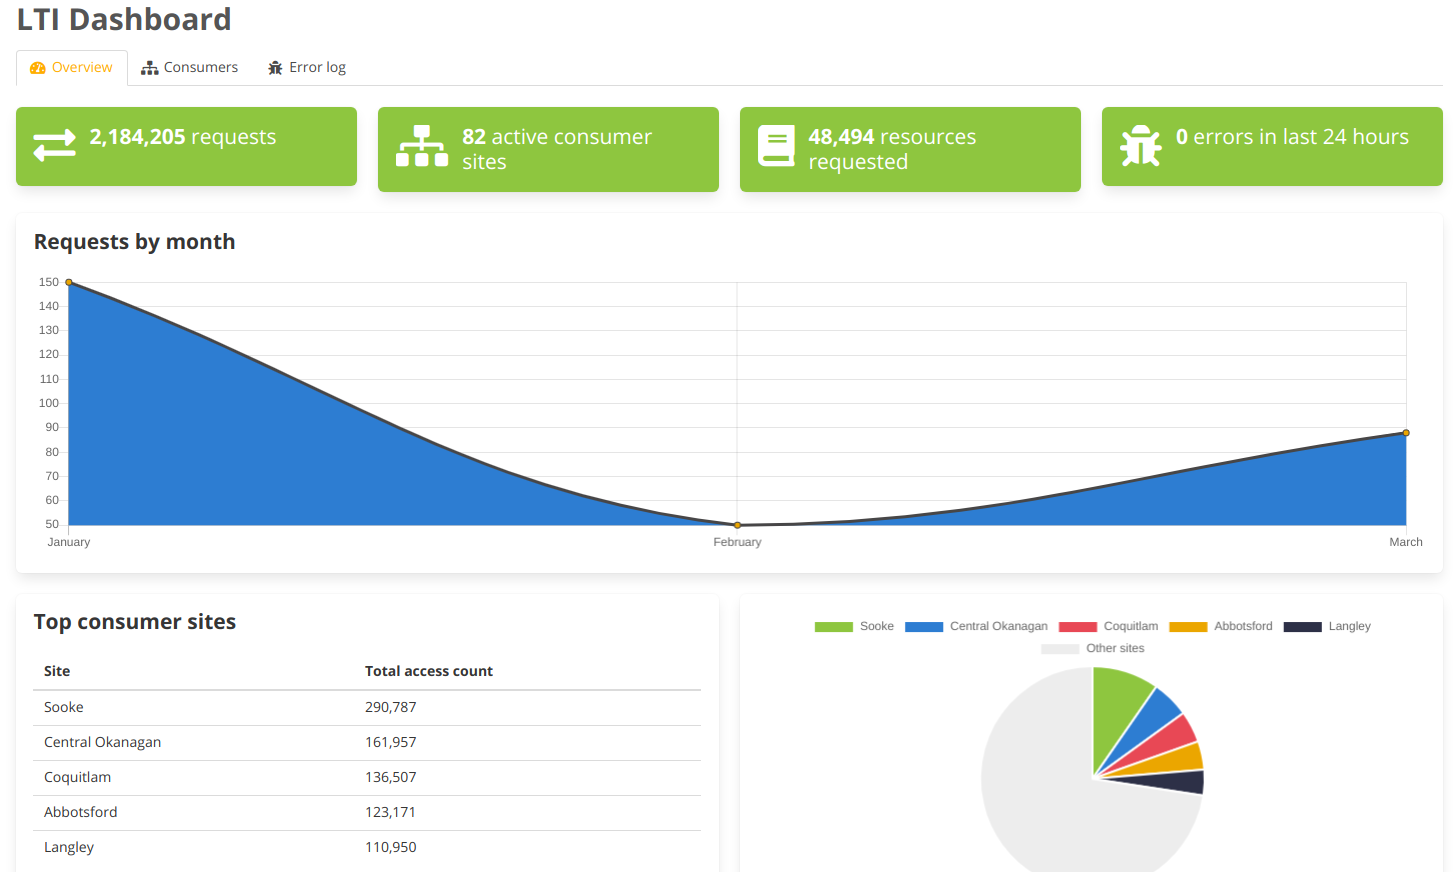 LTI Dashboard
Overview
Consumers
Error log
2,184,205 requests
82 active consumer
sites
48,494 resources
requested
0 errors in last 24 hours
Requests by month
150
140
130
120
110
100
90
80
70
60
50
January
February
March
Top consumer sites
Site Total access count
Sooke 290,787
Central Okanagan 161,957
Coquitlam 136,507
Abbotsford 123,171
Langley 110,950
Sooke Central Okanagan Coquitlam Abbotsford Langley
Other sites